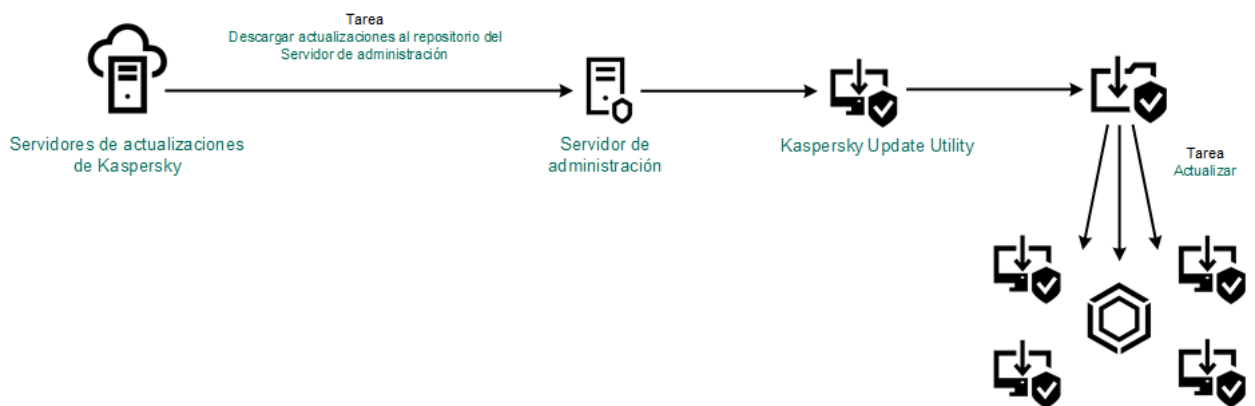 Tarea
Descargar actualizaciones al repositorio del
Servidor de administración
Servidores de actualizaciones
de Kaspersky
Servidor de
administración
Kaspersky Update Utility
Tarea
Actualizar